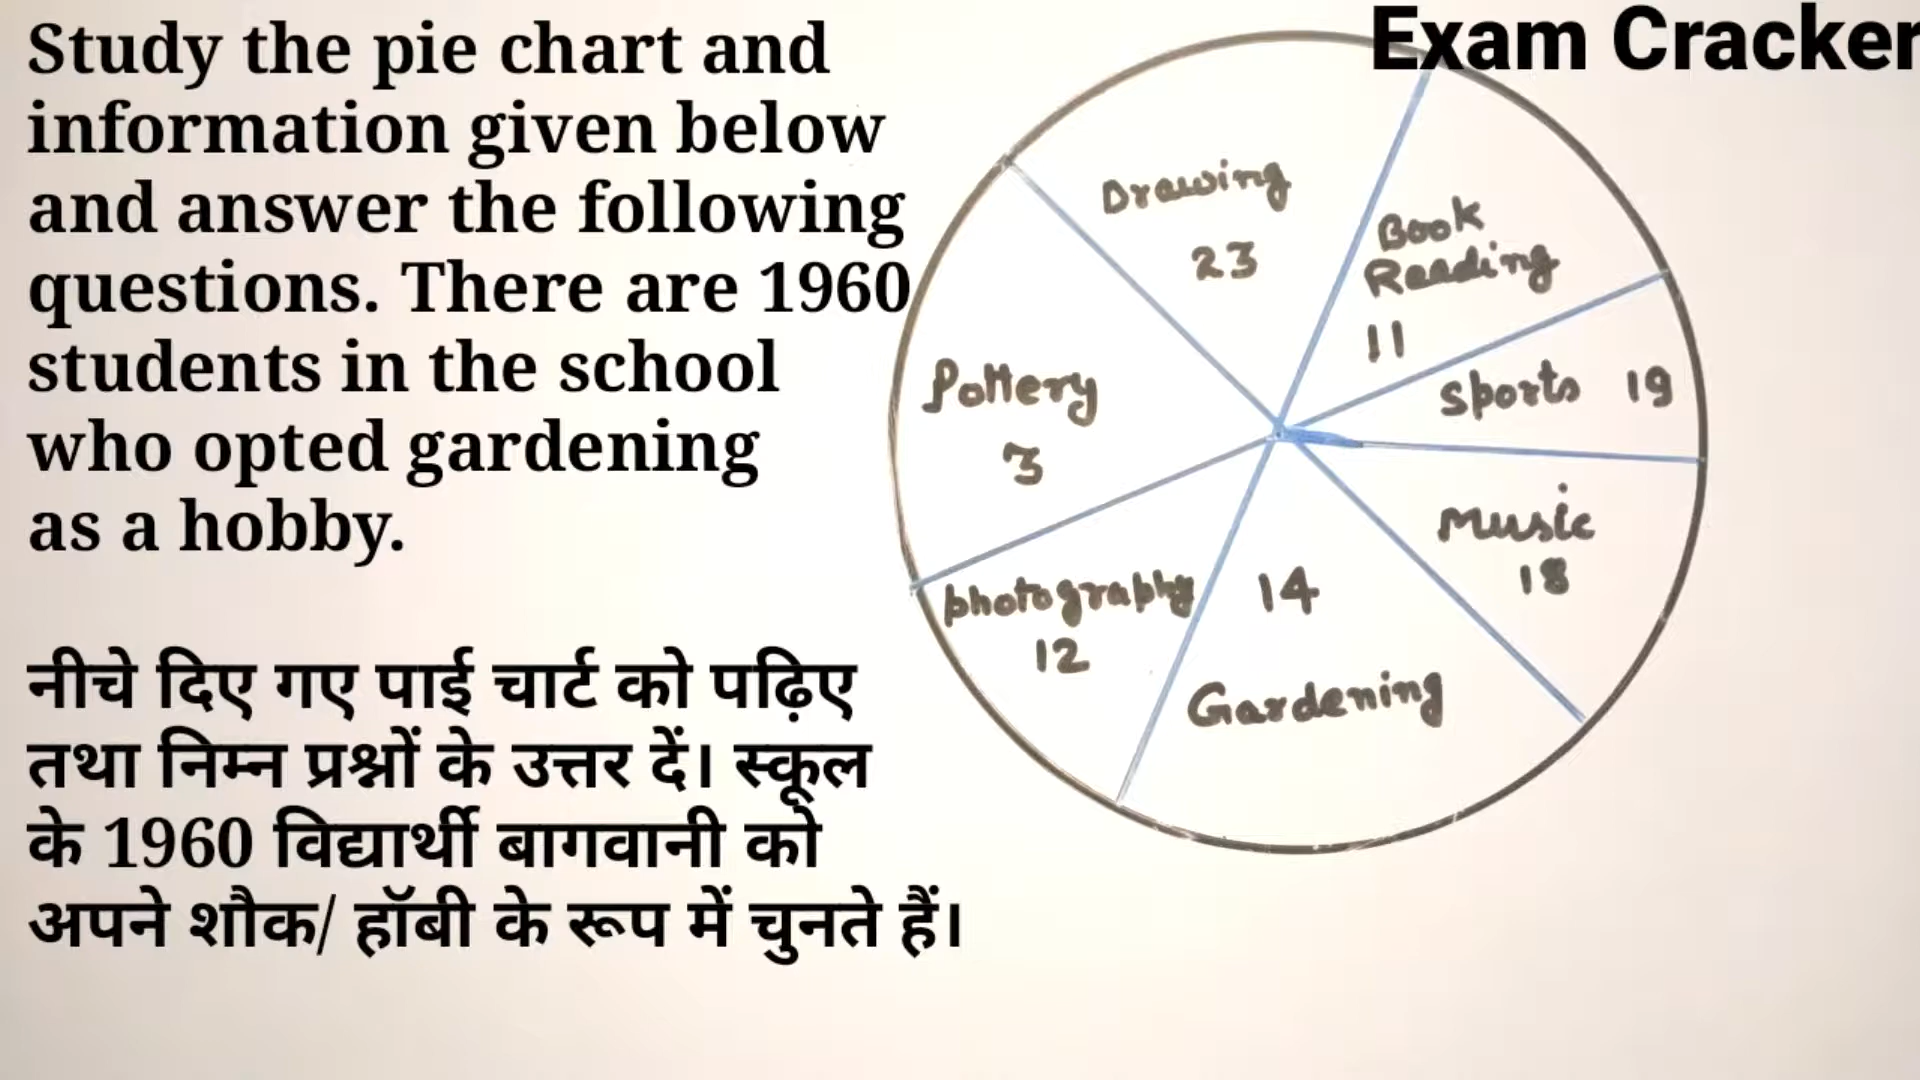 Study the pie chart and
information given below
and answer the following
questions. There are 1960
students in the school
who opted gardening
as a hobby.
नीचे दिए गए पाई चार्ट को पढ़िए
तथा निम्न प्रश्नों के उत्तर दें। स्कूल
के 1960 विद्यार्थी बागवानी को
अपने शौक/ हॉबी के रूप में चुनते हैं।
Exam Cracker
Drawing
23
Book
Reading
11
Sports 19
Music
18
14
Gardening
photography
12
Pottery
3